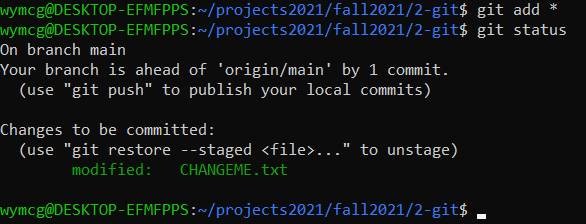 wymcg@DESKTOP-EFMFPPS:~/projects2021/fall2021/2-git$ git add *
wymcg@DESKTOP-EFMFPPS:~/projects2021/fall2021/2-git$ git status
On branch main
Your branch is ahead of 'origin/main' by 1 commit.
  (use "git push" to publish your local commits)

Changes to be committed:
  (use "git restore --staged <file>..." to unstage)
        modified:   CHANGEME.txt

wymcg@DESKTOP-EFMFPPS:~/projects2021/fall2021/2-git$